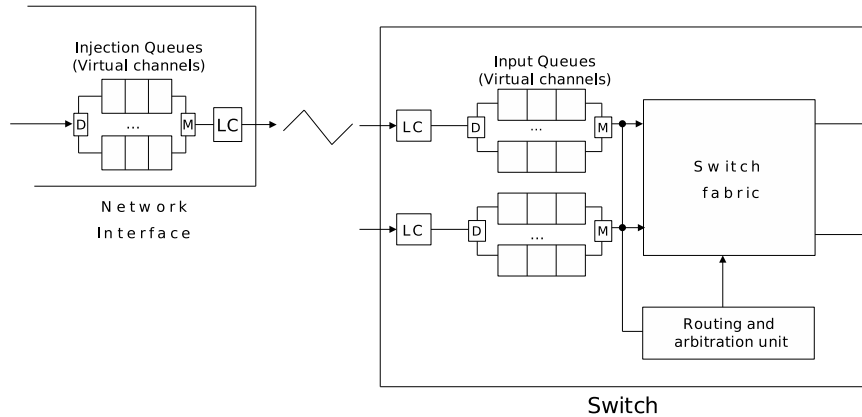 Injection Queues
(Virtual channels)
D
...
M
LC
Network
Interface
Input Queues
(Virtual channels)
LC
D
...
M
LC
D
...
M
Switch
fabric
Routing and
arbitration unit
Switch